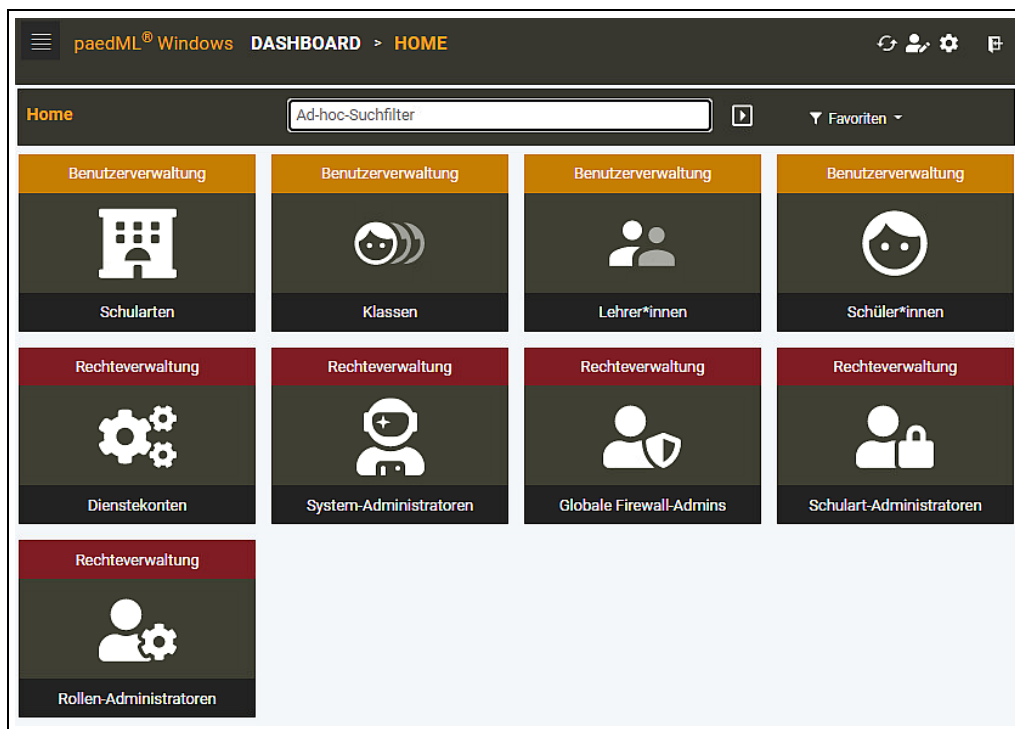 paedML® Windows DASHBOARD > HOME
Home Ad-hoc-Suchfilter Favoriten
Benutzerverwaltung Benutzerverwaltung Benutzerverwaltung Benutzerverwaltung
Schularten Klassen Lehrer*innen Schüler*innen
Rechteverwaltung Rechteverwaltung Rechteverwaltung Rechteverwaltung
Dienstekonten System-Administratoren Globale Firewall-Admins Schulart-Administratoren
Rechteverwaltung
Rollen-Administratoren